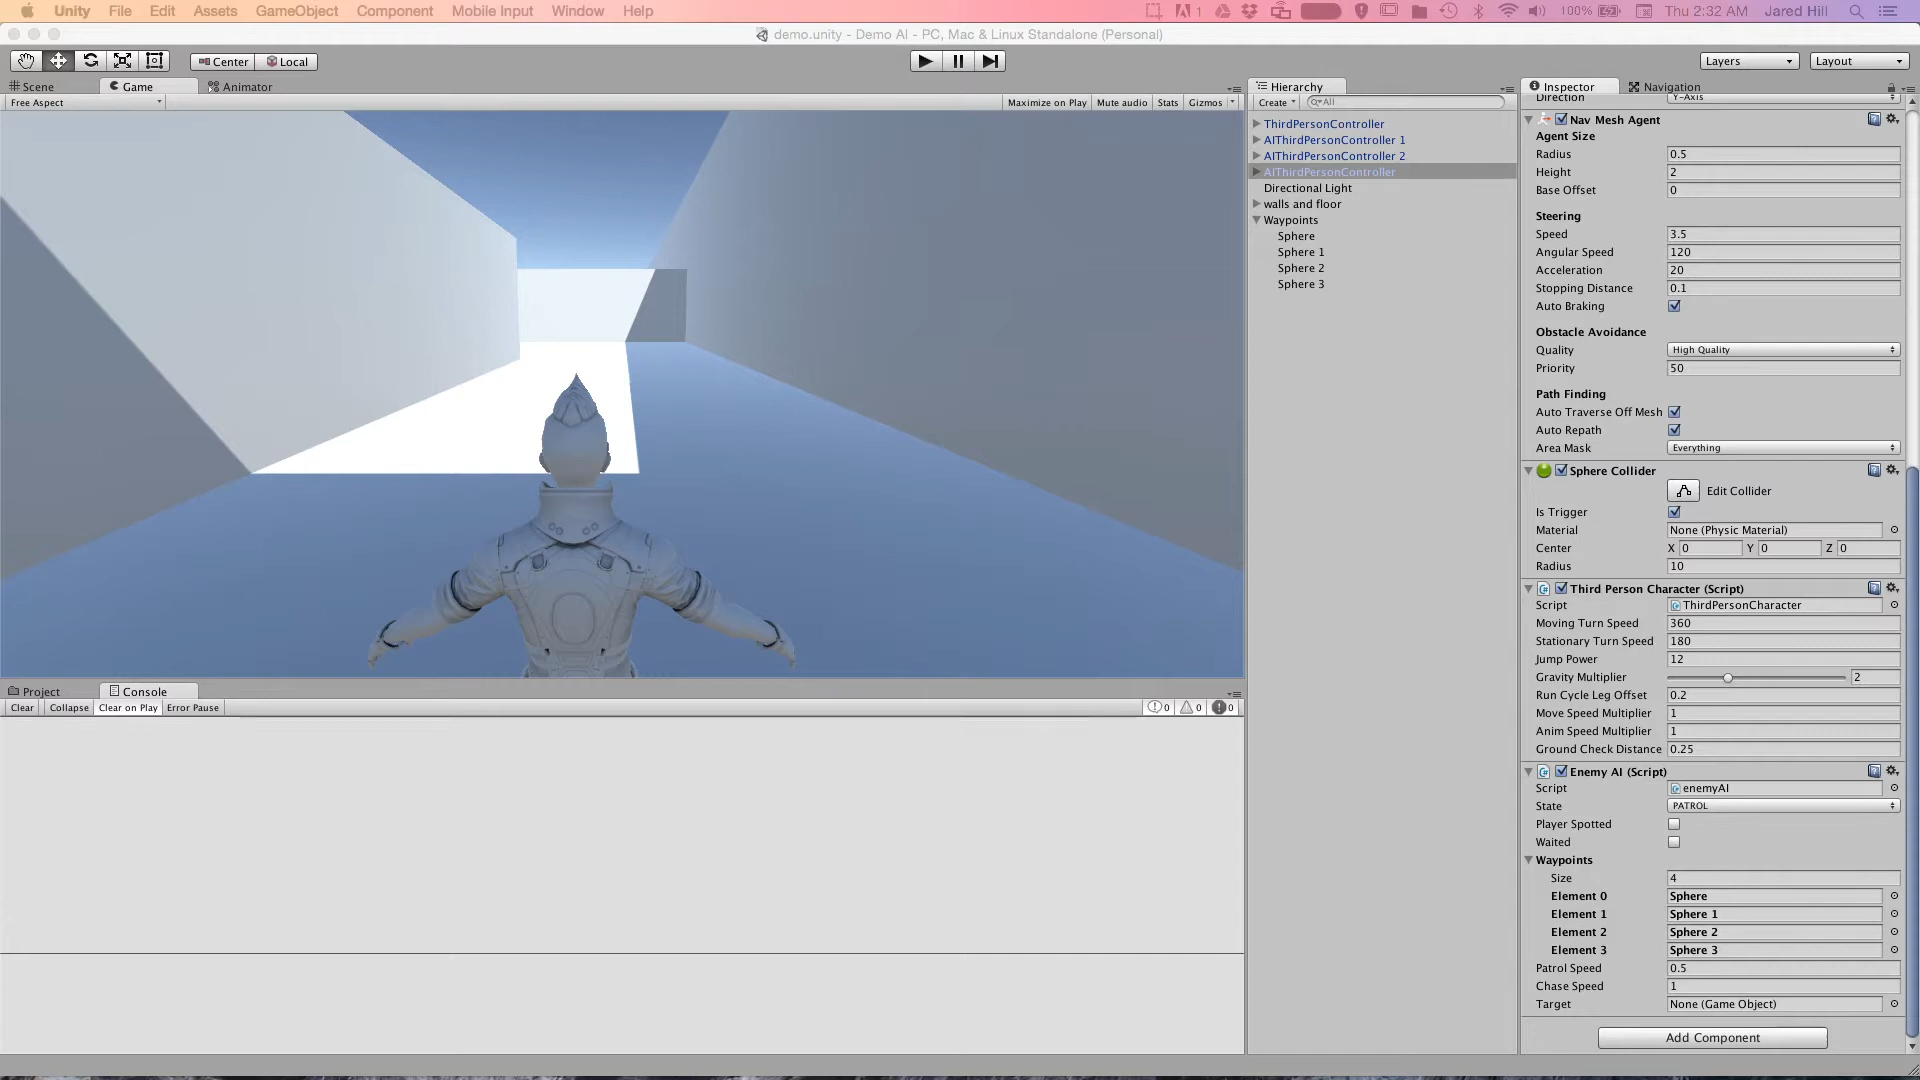 Unity File Edit Assets GameObject Component Mobile Input Window Help 1 100% Thu 2:32 AM Jared Hill
demo.unity - Demo AI - PC, Mac & Linux Standalone (Personal)
Center Local Layers Layout
Scene Game Animator
Free Aspect Maximize on Play Mute audio Stats Gizmos
Hierarchy
Create All
ThirdPersonController
AIThirdPersonController 1
AIThirdPersonController 2
AIThirdPersonController
Directional Light
walls and floor
Waypoints
Sphere
Sphere 1
Sphere 2
Sphere 3
Inspector Navigation
Direction Y-Axis
Nav Mesh Agent
Agent Size
Radius 0.5
Height 2
Base Offset 0
Steering
Speed 3.5
Angular Speed 120
Acceleration 20
Stopping Distance 0.1
Auto Braking
Obstacle Avoidance
Quality High Quality
Priority 50
Path Finding
Auto Traverse Off Mesh
Auto Repath
Area Mask Everything
Sphere Collider
Edit Collider
Is Trigger
Material None (Physic Material)
Center X 0 Y 0 Z 0
Radius 10
Third Person Character (Script)
Script ThirdPersonCharacter
Moving Turn Speed 360
Stationary Turn Speed 180
Jump Power 12
Gravity Multiplier 2
Run Cycle Leg Offset 0.2
Move Speed Multiplier 1
Anim Speed Multiplier 1
Ground Check Distance 0.25
Enemy AI (Script)
Script enemyAI
State PATROL
Player Spotted
Waited
Waypoints
Size 4
Element 0 Sphere
Element 1 Sphere 1
Element 2 Sphere 2
Element 3 Sphere 3
Patrol Speed 0.5
Chase Speed 1
Target None (Game Object)
Add Component
Project Console
Clear Collapse Clear on Play Error Pause 0 0 0